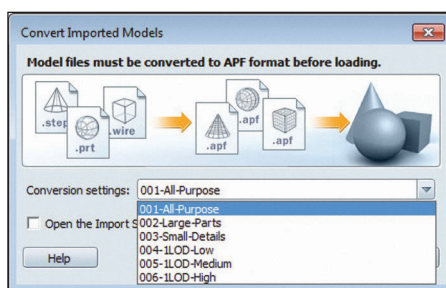 Convert Imported Models
Model files must be converted to APF format before loading.
.step
.wire
.prt
.apf
.apf
.apf
Conversion settings: 001-All-Purpose
001-All-Purpose
Open the Import S
002-Large-Parts
003-Small-Details
004-1LOD-Low
Help
005-1LOD-Medium
006-1LOD-High